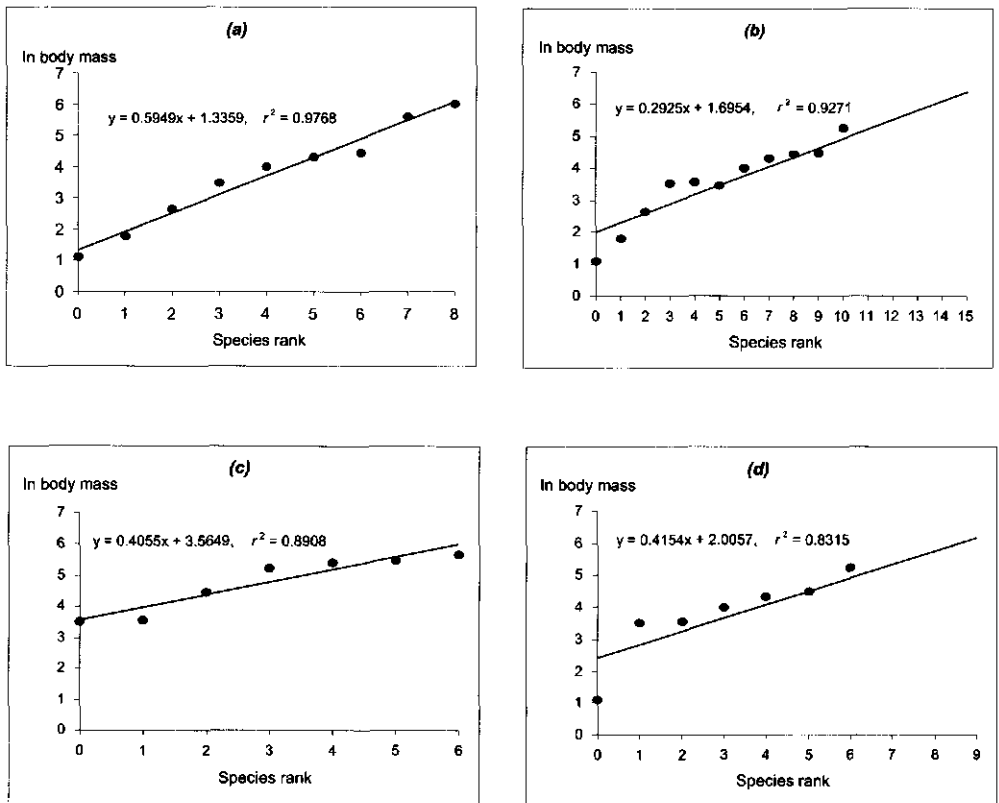 (a)
ln body mass
7
6
5
4
3
2
1
0
y = 0.5949x + 1.3359, r² = 0.9768
0 1 2 3 4 5 6 7 8
Species rank
(b)
ln body mass
7
6
5
4
3
2
1
0
y = 0.2925x + 1.6954, r² = 0.9271
0 1 2 3 4 5 6 7 8 9 10 11 12 13 14 15
Species rank
(c)
ln body mass
7
6
5
4
3
2
1
0
y = 0.4055x + 3.5649, r² = 0.8908
0 1 2 3 4 5 6
Species rank
(d)
ln body mass
7
6
5
4
3
2
1
0
y = 0.4154x + 2.0057, r² = 0.8315
0 1 2 3 4 5 6 7 8 9
Species rank